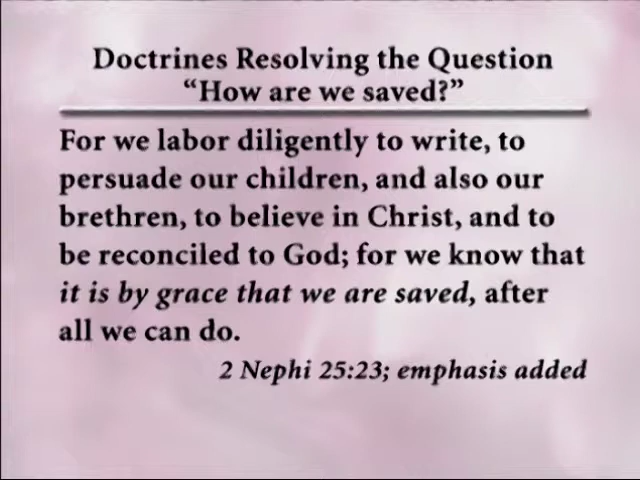 Doctrines Resolving the Question
“How are we saved?”
For we labor diligently to write, to
persuade our children, and also our
brethren, to believe in Christ, and to
be reconciled to God; for we know that
it is by grace that we are saved, after
all we can do.
2 Nephi 25:23; emphasis added